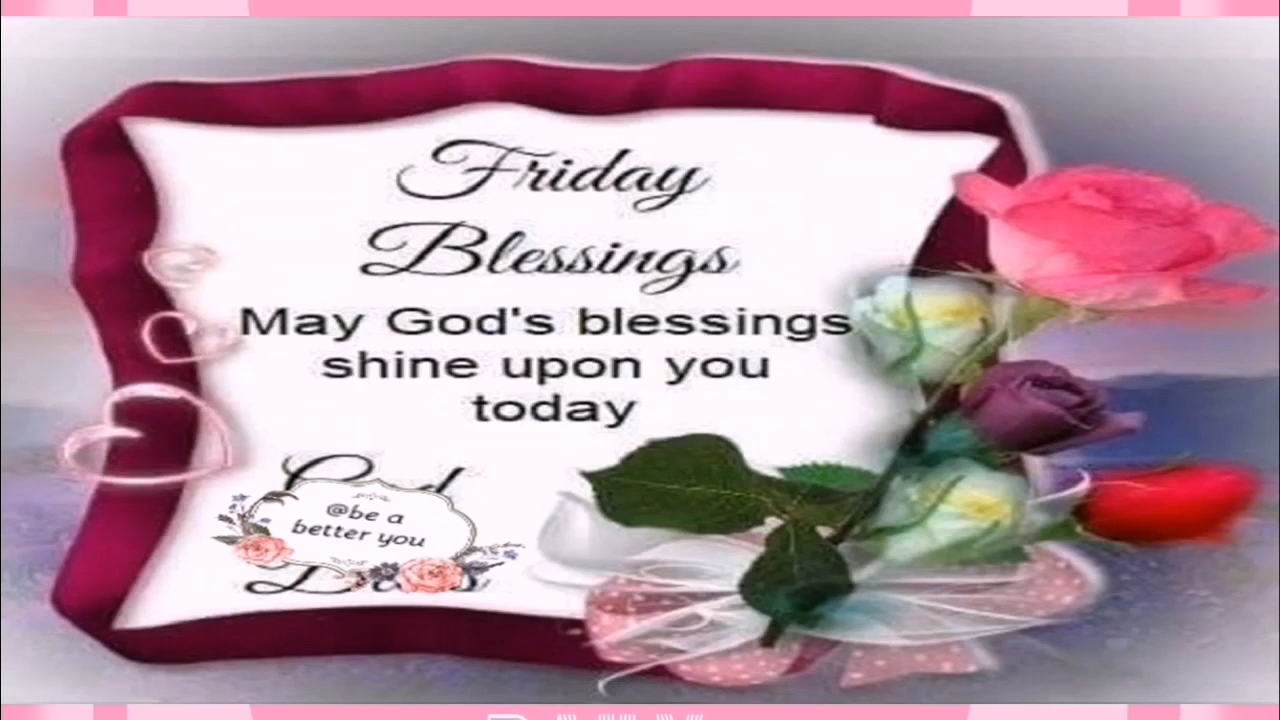 Friday
Blessings
May God's blessings
shine upon you
today
@be a
better you